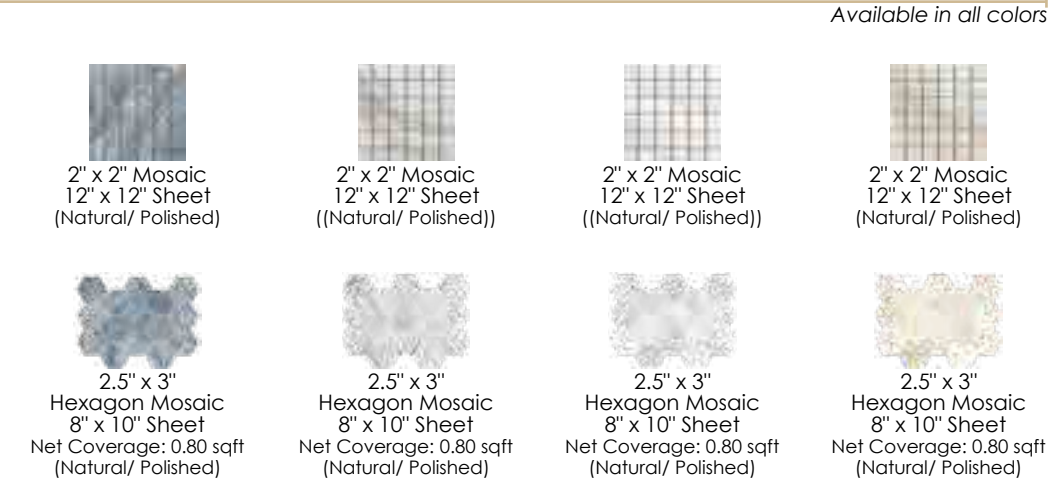 Available in all colors
2" x 2" Mosaic
12" x 12" Sheet
(Natural/ Polished)
2" x 2" Mosaic
12" x 12" Sheet
((Natural/ Polished))
2" x 2" Mosaic
12" x 12" Sheet
((Natural/ Polished))
2" x 2" Mosaic
12" x 12" Sheet
(Natural/ Polished)
2.5" x 3"
Hexagon Mosaic
8" x 10" Sheet
Net Coverage: 0.80 sqft
(Natural/ Polished)
2.5" x 3"
Hexagon Mosaic
8" x 10" Sheet
Net Coverage: 0.80 sqft
(Natural/ Polished)
2.5" x 3"
Hexagon Mosaic
8" x 10" Sheet
Net Coverage: 0.80 sqft
(Natural/ Polished)
2.5" x 3"
Hexagon Mosaic
8" x 10" Sheet
Net Coverage: 0.80 sqft
(Natural/ Polished)